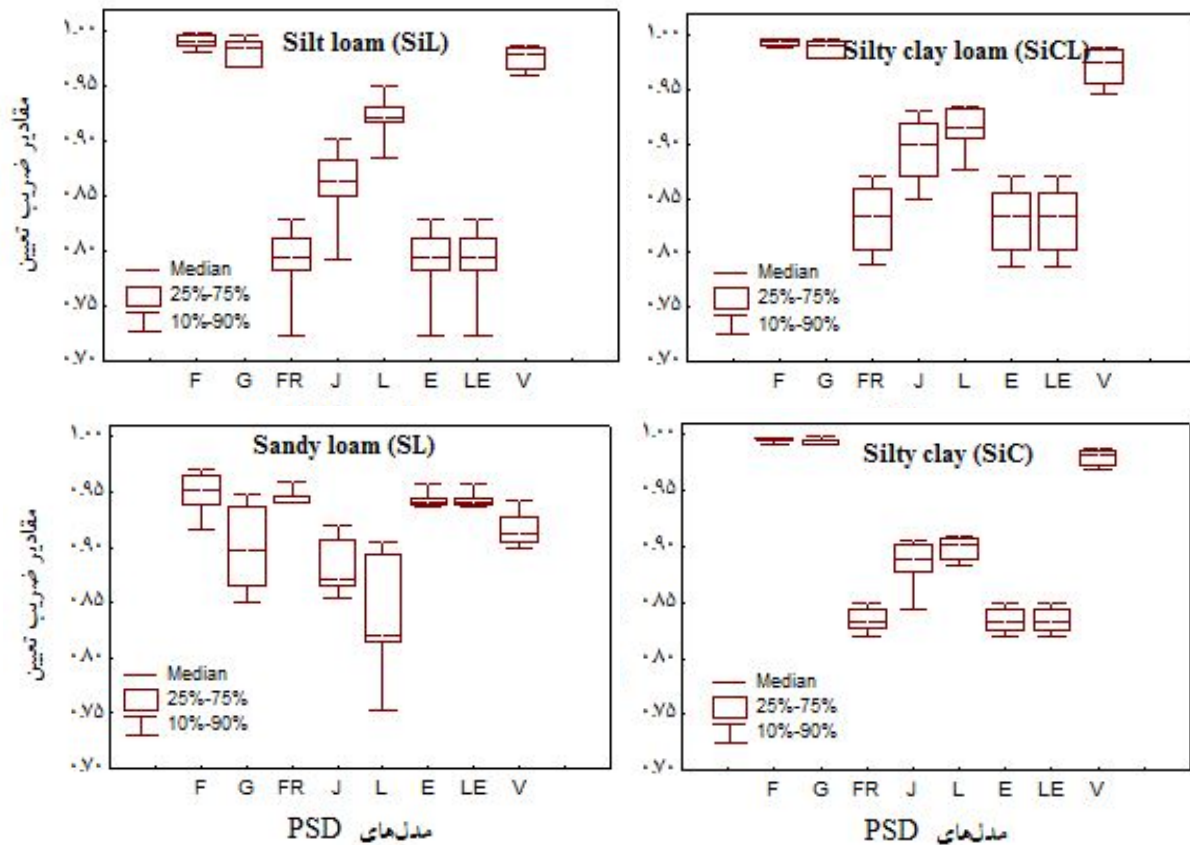 Silt loam (SiL)
مقادیر ضریب تعیین
۱.۰۰
۰.۹۵
۰.۹۰
۰.۸۵
۰.۸۰
۰.۷۵
۰.۷۰
Median
25%-75%
10%-90%
F G FR J L E LE V
Silty clay loam (SiCL)
۱.۰۰
۰.۹۵
۰.۹۰
۰.۸۵
۰.۸۰
۰.۷۵
۰.۷۰
Median
25%-75%
10%-90%
F G FR J L E LE V
Sandy loam (SL)
مقادیر ضریب تعیین
۱.۰۰
۰.۹۵
۰.۹۰
۰.۸۵
۰.۸۰
۰.۷۵
۰.۷۰
Median
25%-75%
10%-90%
F G FR J L E LE V
مدل‌های PSD
Silty clay (SiC)
۱.۰۰
۰.۹۵
۰.۹۰
۰.۸۵
۰.۸۰
۰.۷۵
۰.۷۰
Median
25%-75%
10%-90%
F G FR J L E LE V
مدل‌های PSD